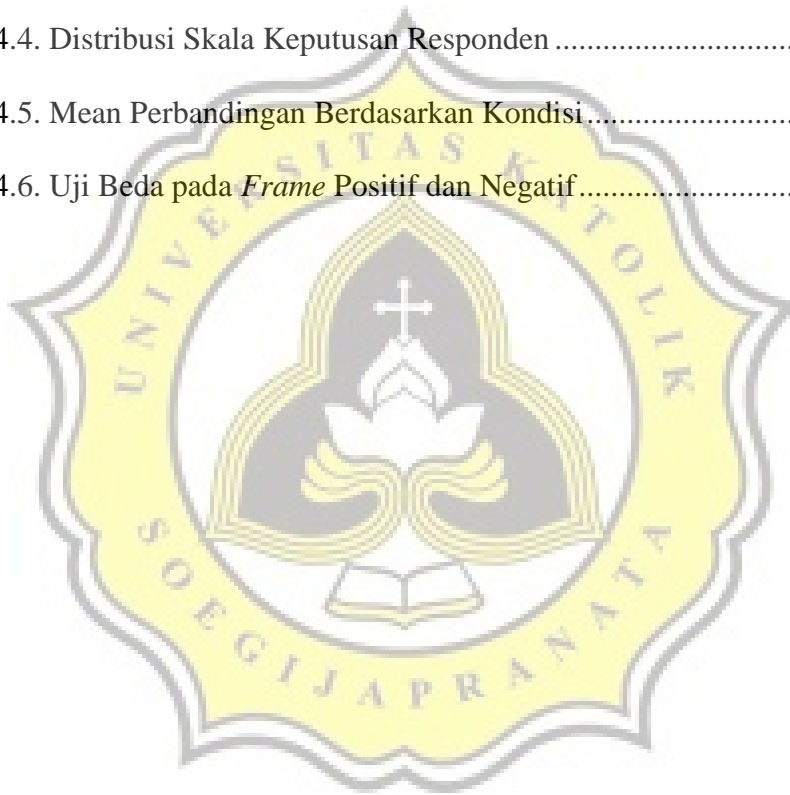 4.4. Distribusi Skala Keputusan Responden ..............................
4.5. Mean Perbandingan Berdasarkan Kondisi ..........................
4.6. Uji Beda pada Frame Positif dan Negatif ...........................
UNIVERSITAS KATOLIK
SOEGIJAPRANATA